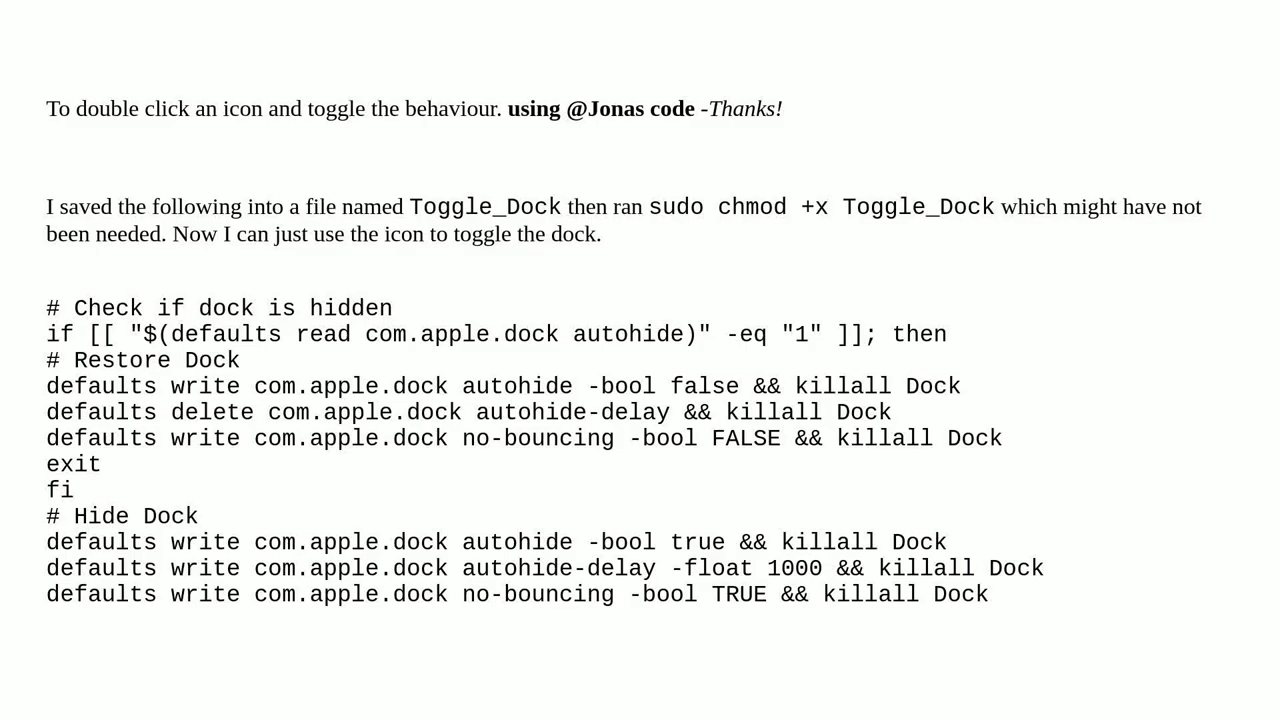 To double click an icon and toggle the behaviour. using @Jonas code -Thanks!
I saved the following into a file named Toggle_Dock then ran sudo chmod +x Toggle_Dock which might have not
been needed. Now I can just use the icon to toggle the dock.
# Check if dock is hidden
if [[ "$(defaults read com.apple.dock autohide)" -eq "1" ]]; then
# Restore Dock
defaults write com.apple.dock autohide -bool false && killall Dock
defaults delete com.apple.dock autohide-delay && killall Dock
defaults write com.apple.dock no-bouncing -bool FALSE && killall Dock
exit
fi
# Hide Dock
defaults write com.apple.dock autohide -bool true && killall Dock
defaults write com.apple.dock autohide-delay -float 1000 && killall Dock
defaults write com.apple.dock no-bouncing -bool TRUE && killall Dock